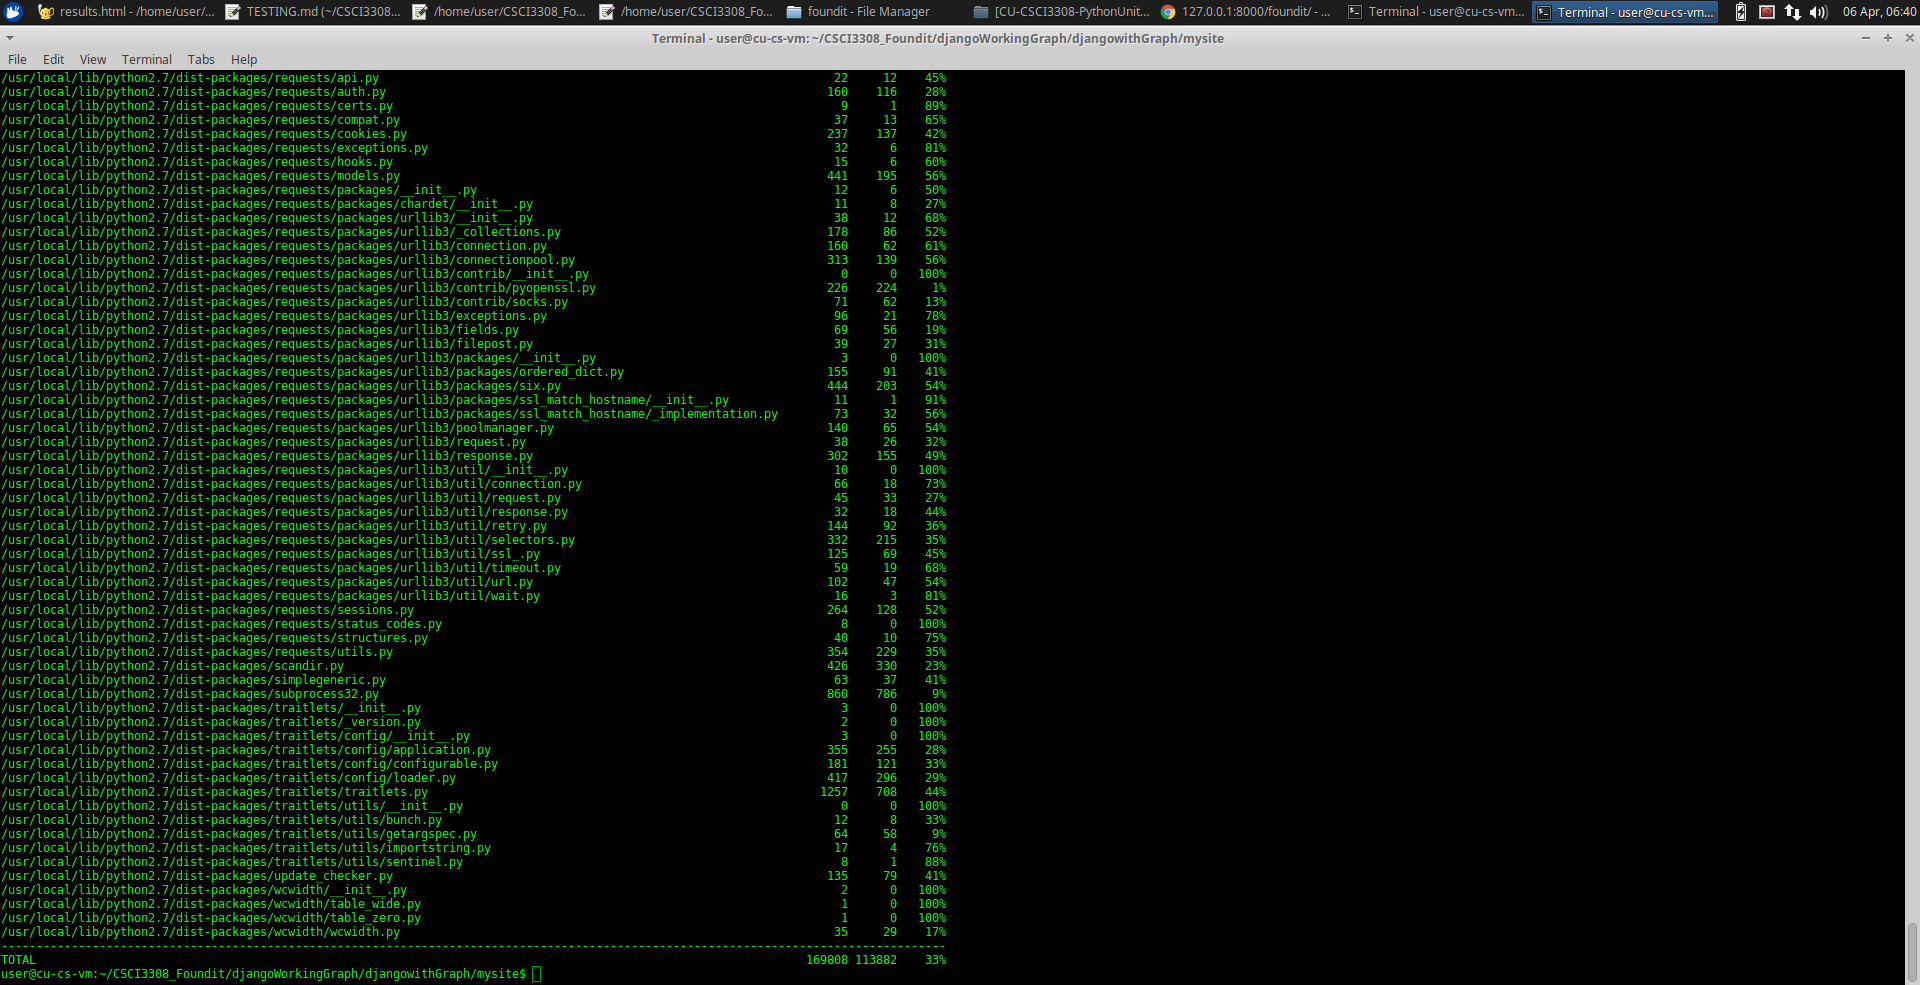 results.html - /home/user/...
TESTING.md (~/CSCI3308...
/home/user/CSCI3308_Fo...
/home/user/CSCI3308_Fo...
foundit - File Manager
[CU-CSCI3308-PythonUnit...
127.0.0.1:8000/foundit/ - ...
Terminal - user@cu-cs-vm...
Terminal - user@cu-cs-vm...
06 Apr, 06:40
Terminal - user@cu-cs-vm: ~/CSCI3308_Foundit/djangoWorkingGraph/djangowithGraph/mysite
File Edit View Terminal Tabs Help
/usr/local/lib/python2.7/dist-packages/requests/api.py 22 12 45%
/usr/local/lib/python2.7/dist-packages/requests/auth.py 160 116 28%
/usr/local/lib/python2.7/dist-packages/requests/certs.py 9 1 89%
/usr/local/lib/python2.7/dist-packages/requests/compat.py 37 13 65%
/usr/local/lib/python2.7/dist-packages/requests/cookies.py 237 137 42%
/usr/local/lib/python2.7/dist-packages/requests/exceptions.py 32 6 81%
/usr/local/lib/python2.7/dist-packages/requests/hooks.py 15 6 60%
/usr/local/lib/python2.7/dist-packages/requests/models.py 441 195 56%
/usr/local/lib/python2.7/dist-packages/requests/packages/__init__.py 12 6 50%
/usr/local/lib/python2.7/dist-packages/requests/packages/chardet/__init__.py 11 8 27%
/usr/local/lib/python2.7/dist-packages/requests/packages/urllib3/__init__.py 38 12 68%
/usr/local/lib/python2.7/dist-packages/requests/packages/urllib3/_collections.py 178 86 52%
/usr/local/lib/python2.7/dist-packages/requests/packages/urllib3/connection.py 160 62 61%
/usr/local/lib/python2.7/dist-packages/requests/packages/urllib3/connectionpool.py 313 139 56%
/usr/local/lib/python2.7/dist-packages/requests/packages/urllib3/contrib/__init__.py 0 0 100%
/usr/local/lib/python2.7/dist-packages/requests/packages/urllib3/contrib/pyopenssl.py 226 224 1%
/usr/local/lib/python2.7/dist-packages/requests/packages/urllib3/contrib/socks.py 71 62 13%
/usr/local/lib/python2.7/dist-packages/requests/packages/urllib3/exceptions.py 96 21 78%
/usr/local/lib/python2.7/dist-packages/requests/packages/urllib3/fields.py 69 56 19%
/usr/local/lib/python2.7/dist-packages/requests/packages/urllib3/filepost.py 39 27 31%
/usr/local/lib/python2.7/dist-packages/requests/packages/urllib3/packages/__init__.py 3 0 100%
/usr/local/lib/python2.7/dist-packages/requests/packages/urllib3/packages/ordered_dict.py 155 91 41%
/usr/local/lib/python2.7/dist-packages/requests/packages/urllib3/packages/six.py 444 203 54%
/usr/local/lib/python2.7/dist-packages/requests/packages/urllib3/packages/ssl_match_hostname/__init__.py 11 1 91%
/usr/local/lib/python2.7/dist-packages/requests/packages/urllib3/packages/ssl_match_hostname/_implementation.py 73 32 56%
/usr/local/lib/python2.7/dist-packages/requests/packages/urllib3/poolmanager.py 140 65 54%
/usr/local/lib/python2.7/dist-packages/requests/packages/urllib3/request.py 38 26 32%
/usr/local/lib/python2.7/dist-packages/requests/packages/urllib3/response.py 302 155 49%
/usr/local/lib/python2.7/dist-packages/requests/packages/urllib3/util/__init__.py 10 0 100%
/usr/local/lib/python2.7/dist-packages/requests/packages/urllib3/util/connection.py 66 18 73%
/usr/local/lib/python2.7/dist-packages/requests/packages/urllib3/util/request.py 45 33 27%
/usr/local/lib/python2.7/dist-packages/requests/packages/urllib3/util/response.py 32 18 44%
/usr/local/lib/python2.7/dist-packages/requests/packages/urllib3/util/retry.py 144 92 36%
/usr/local/lib/python2.7/dist-packages/requests/packages/urllib3/util/selectors.py 332 215 35%
/usr/local/lib/python2.7/dist-packages/requests/packages/urllib3/util/ssl_.py 125 69 45%
/usr/local/lib/python2.7/dist-packages/requests/packages/urllib3/util/timeout.py 59 19 68%
/usr/local/lib/python2.7/dist-packages/requests/packages/urllib3/util/url.py 102 47 54%
/usr/local/lib/python2.7/dist-packages/requests/packages/urllib3/util/wait.py 16 3 81%
/usr/local/lib/python2.7/dist-packages/requests/sessions.py 264 128 52%
/usr/local/lib/python2.7/dist-packages/requests/status_codes.py 8 0 100%
/usr/local/lib/python2.7/dist-packages/requests/structures.py 40 10 75%
/usr/local/lib/python2.7/dist-packages/requests/utils.py 354 229 35%
/usr/local/lib/python2.7/dist-packages/scandir.py 426 330 23%
/usr/local/lib/python2.7/dist-packages/simplegeneric.py 63 37 41%
/usr/local/lib/python2.7/dist-packages/subprocess32.py 860 786 9%
/usr/local/lib/python2.7/dist-packages/traitlets/__init__.py 3 0 100%
/usr/local/lib/python2.7/dist-packages/traitlets/_version.py 2 0 100%
/usr/local/lib/python2.7/dist-packages/traitlets/config/__init__.py 3 0 100%
/usr/local/lib/python2.7/dist-packages/traitlets/config/application.py 355 255 28%
/usr/local/lib/python2.7/dist-packages/traitlets/config/configurable.py 181 121 33%
/usr/local/lib/python2.7/dist-packages/traitlets/config/loader.py 417 296 29%
/usr/local/lib/python2.7/dist-packages/traitlets/traitlets.py 1257 708 44%
/usr/local/lib/python2.7/dist-packages/traitlets/utils/__init__.py 0 0 100%
/usr/local/lib/python2.7/dist-packages/traitlets/utils/bunch.py 12 8 33%
/usr/local/lib/python2.7/dist-packages/traitlets/utils/getargspec.py 64 58 9%
/usr/local/lib/python2.7/dist-packages/traitlets/utils/importstring.py 17 4 76%
/usr/local/lib/python2.7/dist-packages/traitlets/utils/sentinel.py 8 1 88%
/usr/local/lib/python2.7/dist-packages/update_checker.py 135 79 41%
/usr/local/lib/python2.7/dist-packages/wcwidth/__init__.py 2 0 100%
/usr/local/lib/python2.7/dist-packages/wcwidth/table_wide.py 1 0 100%
/usr/local/lib/python2.7/dist-packages/wcwidth/table_zero.py 1 0 100%
/usr/local/lib/python2.7/dist-packages/wcwidth/wcwidth.py 35 29 17%
---------------------------------------------------------------------------------------------------------------------------------------
TOTAL 169808 113882 33%
user@cu-cs-vm:~/CSCI3308_Foundit/djangoWorkingGraph/djangowithGraph/mysite$